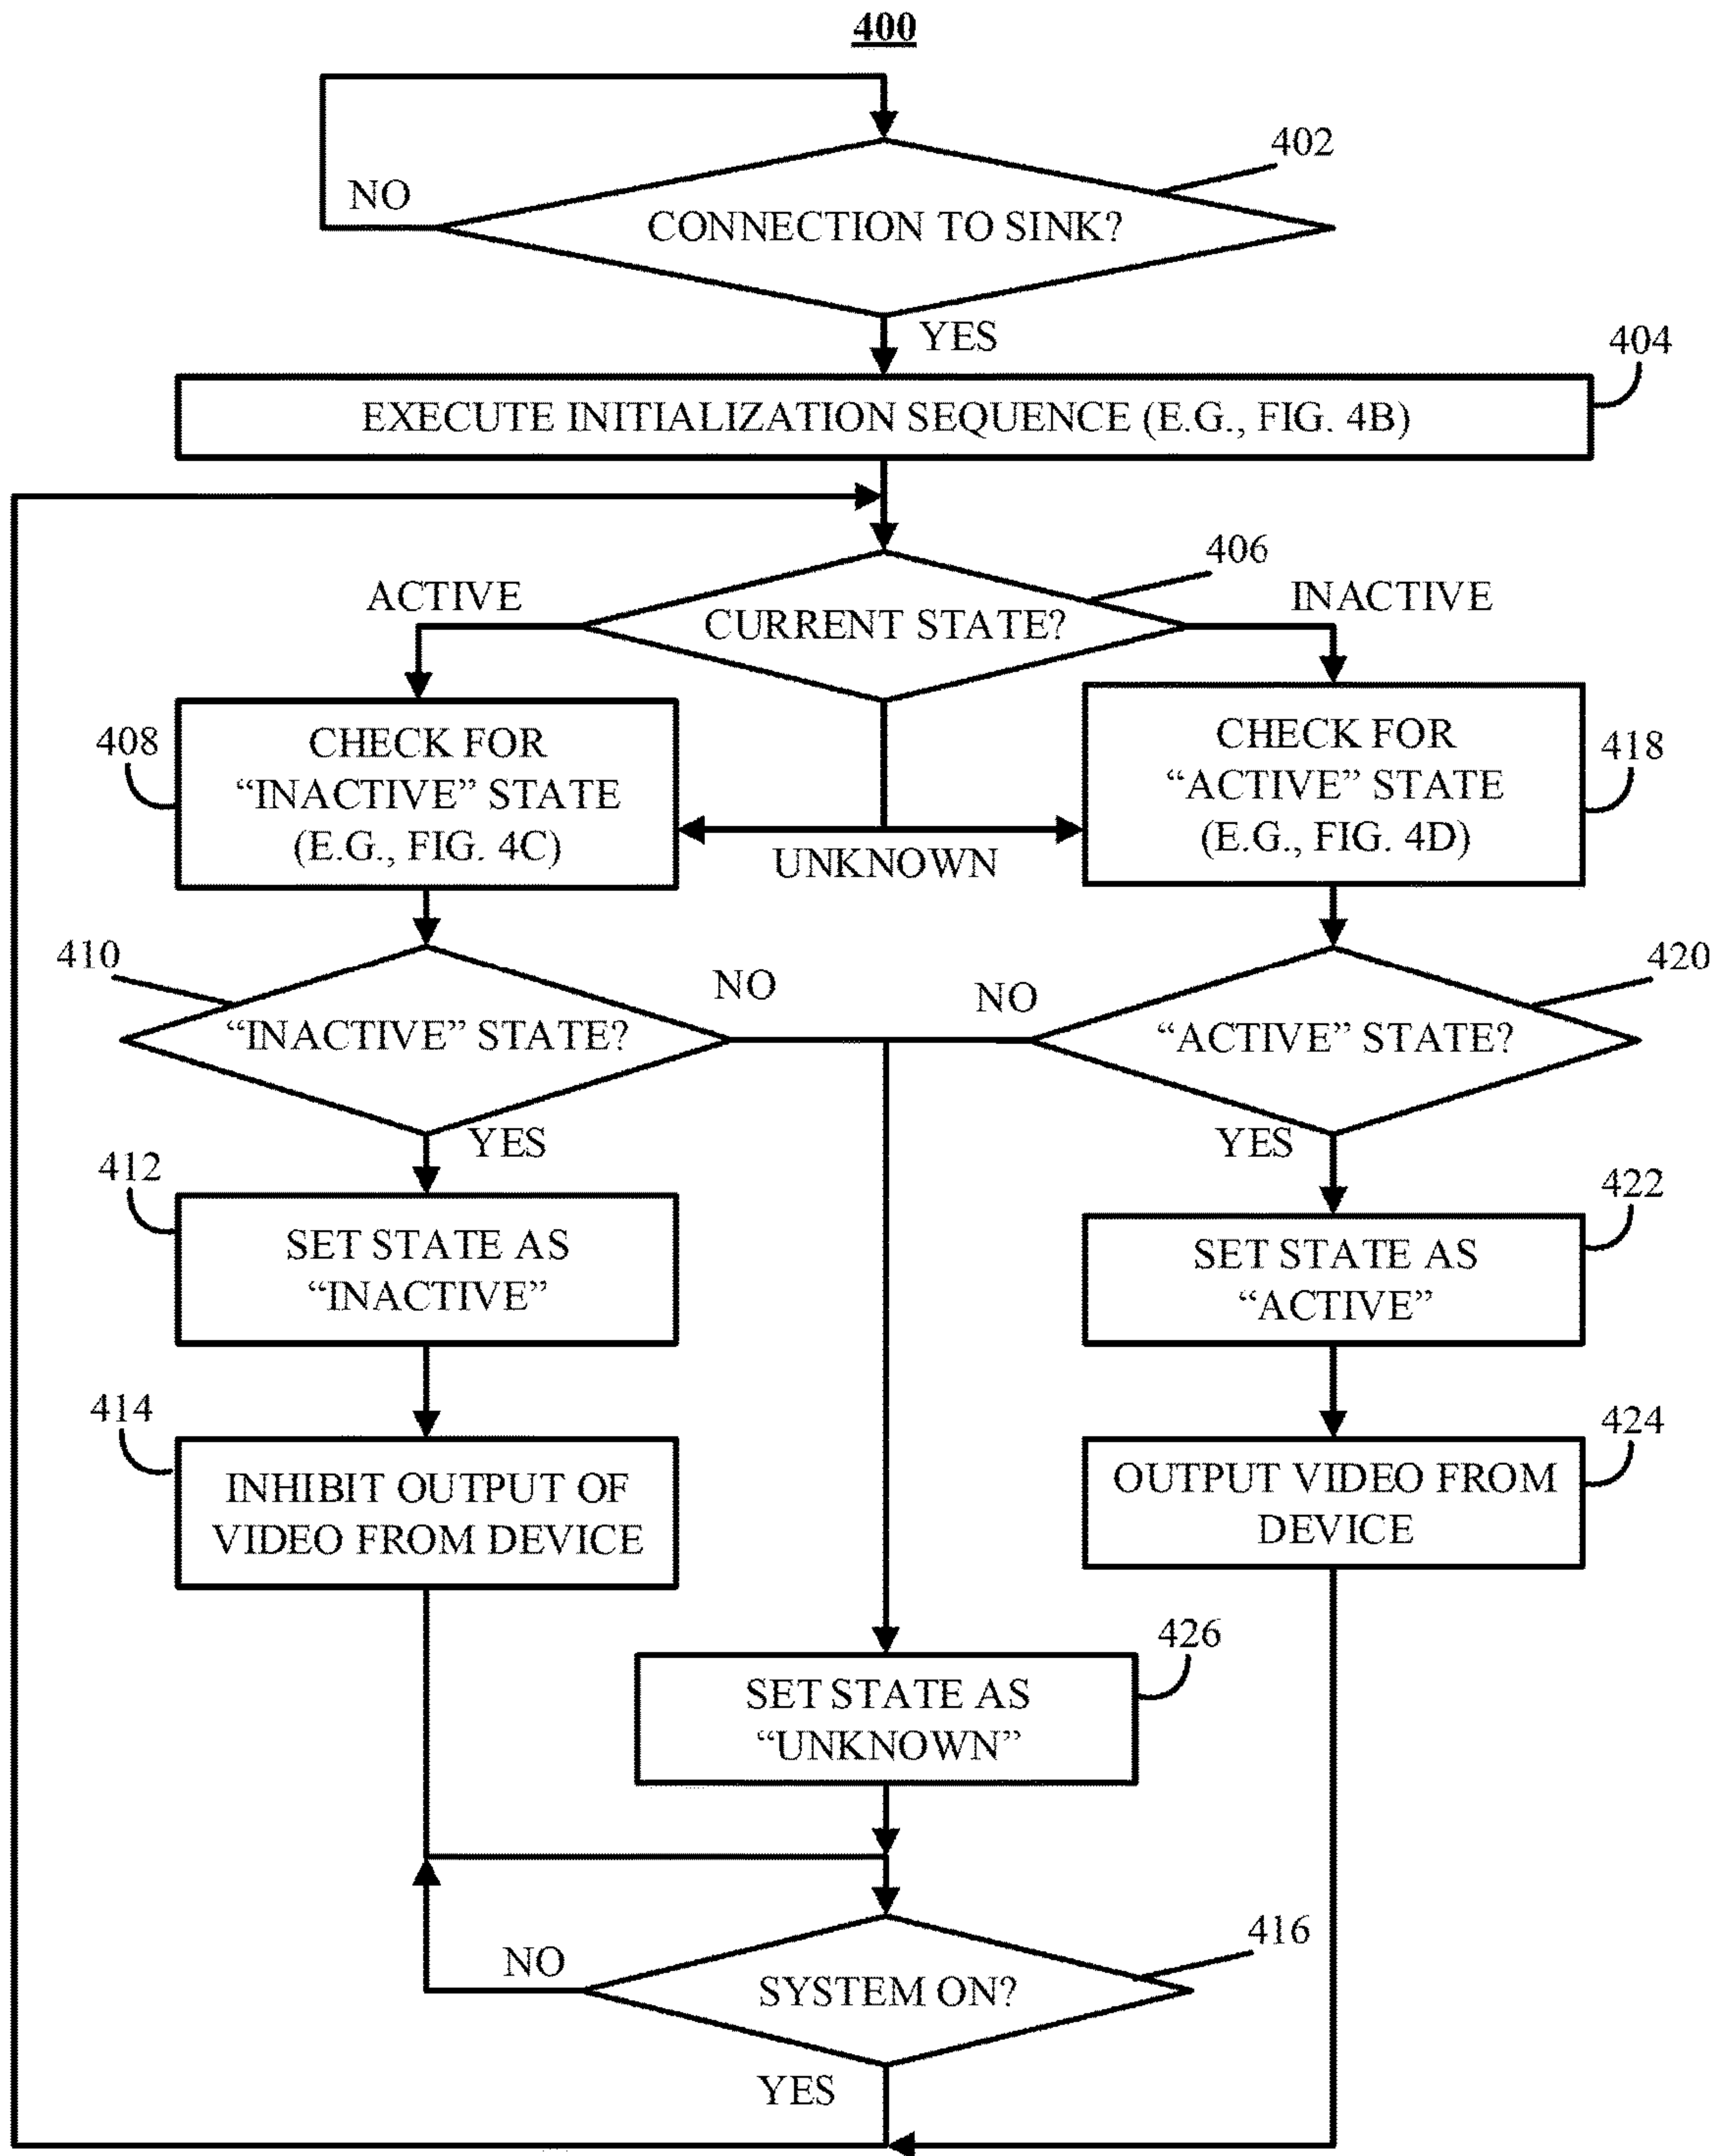 400
402
NO
CONNECTION TO SINK?
YES
404
EXECUTE INITIALIZATION SEQUENCE (E.G., FIG. 4B)
406
ACTIVE
INACTIVE
CURRENT STATE?
408
CHECK FOR
“INACTIVE” STATE
(E.G., FIG. 4C)
UNKNOWN
CHECK FOR
“ACTIVE” STATE
(E.G., FIG. 4D)
418
410
NO
NO
420
“INACTIVE” STATE?
“ACTIVE” STATE?
YES
YES
412
SET STATE AS
“INACTIVE”
422
SET STATE AS
“ACTIVE”
414
INHIBIT OUTPUT OF
VIDEO FROM DEVICE
424
OUTPUT VIDEO FROM
DEVICE
426
SET STATE AS
“UNKNOWN”
416
NO
SYSTEM ON?
YES